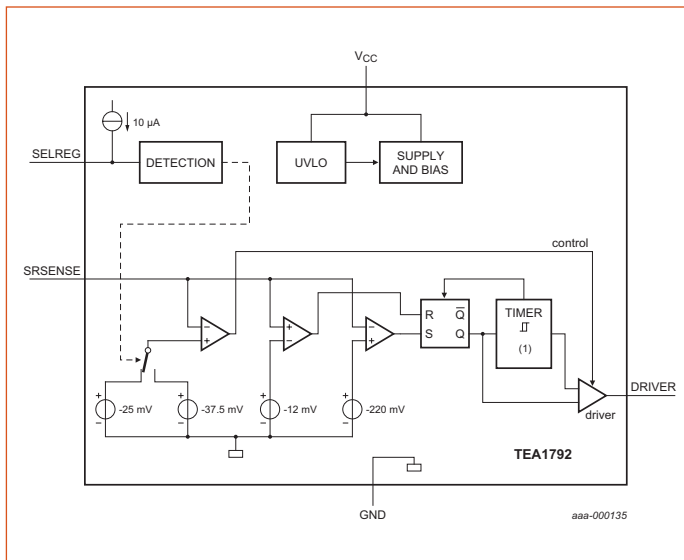 VCC
10 μA
SELREG
DETECTION
UVLO
SUPPLY
AND BIAS
control
SRSENSE
R
Q
TIMER
S
Q
(1)
DRIVER
driver
+
-25 mV
−
+
-37.5 mV
−
+
-12 mV
−
+
-220 mV
−
−
+
+
−
−
+
TEA1792
GND
aaa-000135